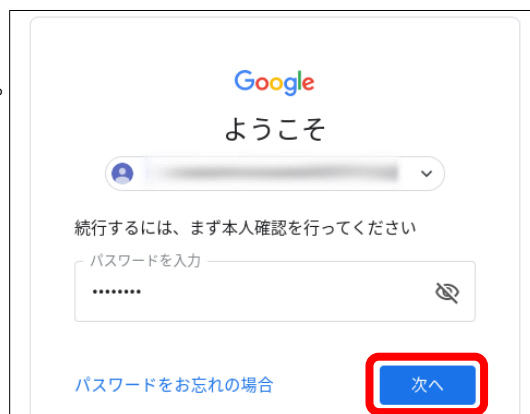 Google
ようこそ
続行するには、まず本人確認を行ってください
パスワードを入力
••••••••
パスワードをお忘れの場合
次へ